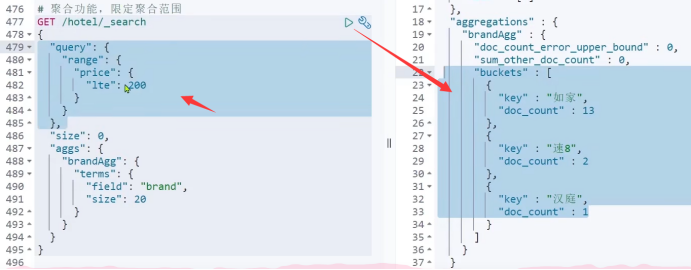 476 # 聚合功能，限定聚合范围
477 GET /hotel/_search
478 {
479 "query": {
480 "range": {
481 "price": {
482 "lte": 200
483 }
484 }
485 },
486 "size": 0,
487 "aggs": {
488 "brandAgg": {
489 "terms": {
490 "field": "brand",
491 "size": 20
492 }
493 }
494 }
495 }
496
17 },
18 "aggregations" : {
19 "brandAgg" : {
20 "doc_count_error_upper_bound" : 0,
21 "sum_other_doc_count" : 0,
22 "buckets" : [
23 {
24 "key" : "如家",
25 "doc_count" : 13
26 },
27 {
28 "key" : "速8",
29 "doc_count" : 2
30 },
31 {
32 "key" : "汉庭",
33 "doc_count" : 1
34 }
35 ]
36 }
37 }